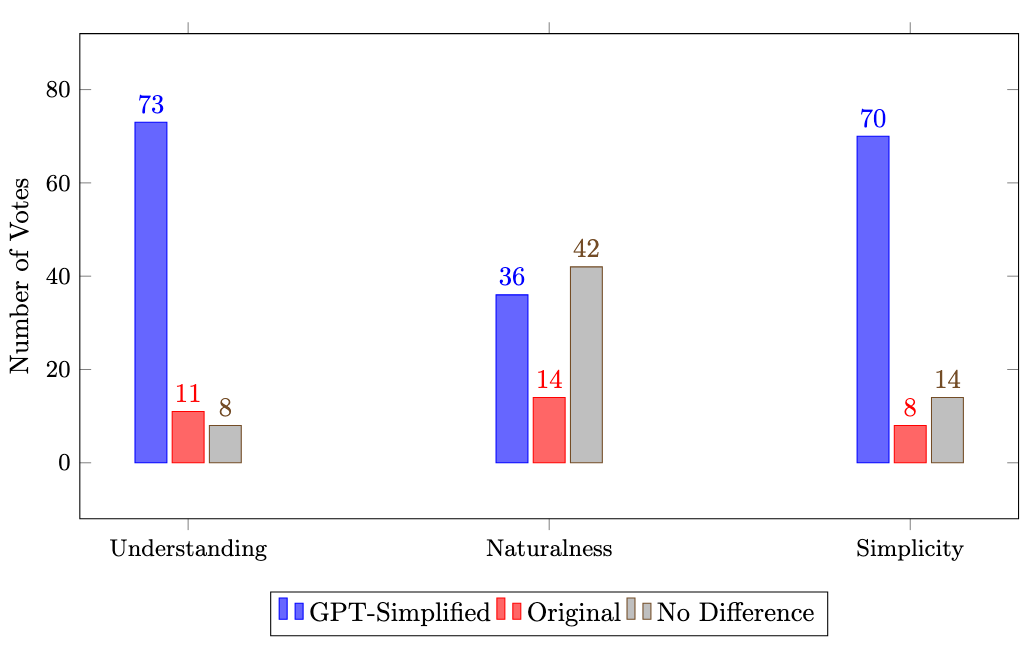 Number of Votes
80
60
40
20
0
73
11
8
36
14
42
70
8
14
Understanding
Naturalness
Simplicity
GPT-Simplified Original No Difference